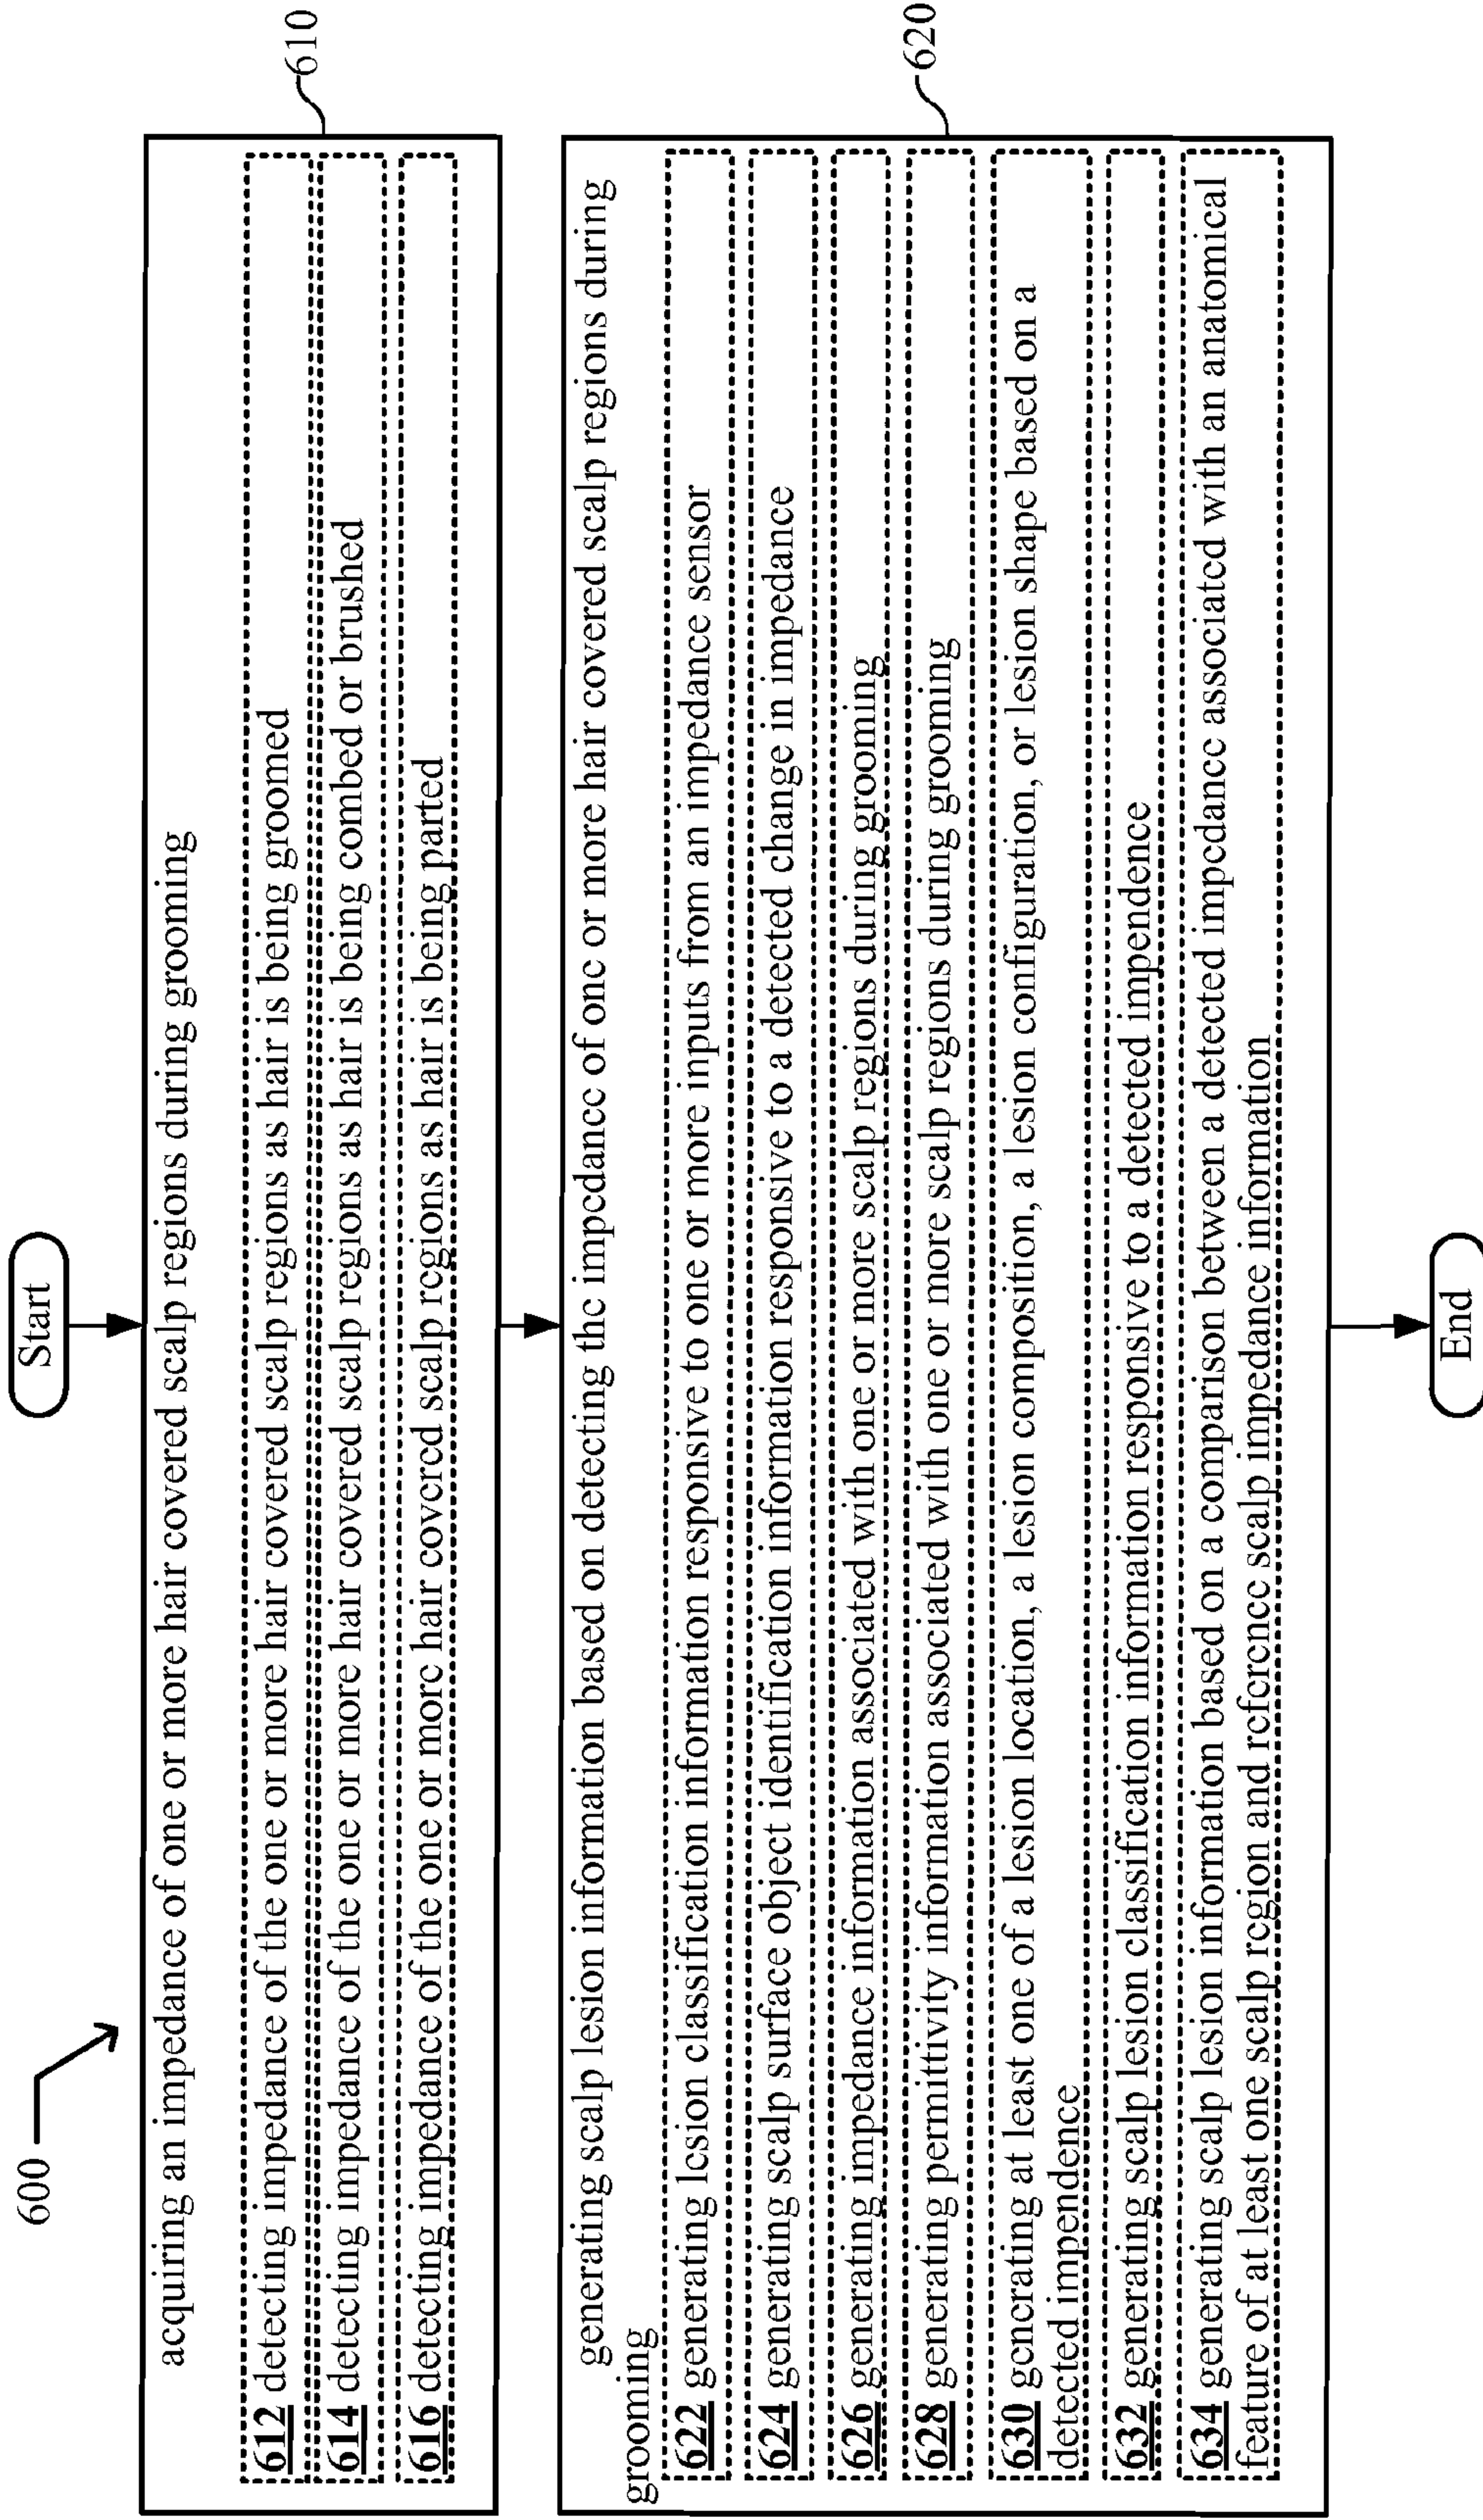 600
Start
acquiring an impedance of one or more hair covered scalp regions during grooming
610
612 detecting impedance of the one or more hair covered scalp regions as hair is being groomed
614 detecting impedance of the one or more hair covered scalp regions as hair is being combed or brushed
616 detecting impedance of the one or more hair covered scalp regions as hair is being parted
generating scalp lesion information based on detecting the impedance of one or more hair covered scalp regions during
grooming
620
622 generating lesion classification information responsive to one or more inputs from an impedance sensor
624 generating scalp surface object identification information responsive to a detected change in impedance
626 generating impedance information associated with one or more scalp regions during grooming
628 generating permittivity information associated with one or more scalp regions during grooming
630 generating at least one of a lesion location, a lesion composition, a lesion configuration, or lesion shape based on a
detected impendence
632 generating scalp lesion classification information responsive to a detected impendence
634 generating scalp lesion information based on a comparison between a detected impedance associated with an anatomical
feature of at least one scalp region and reference scalp impedance information
End